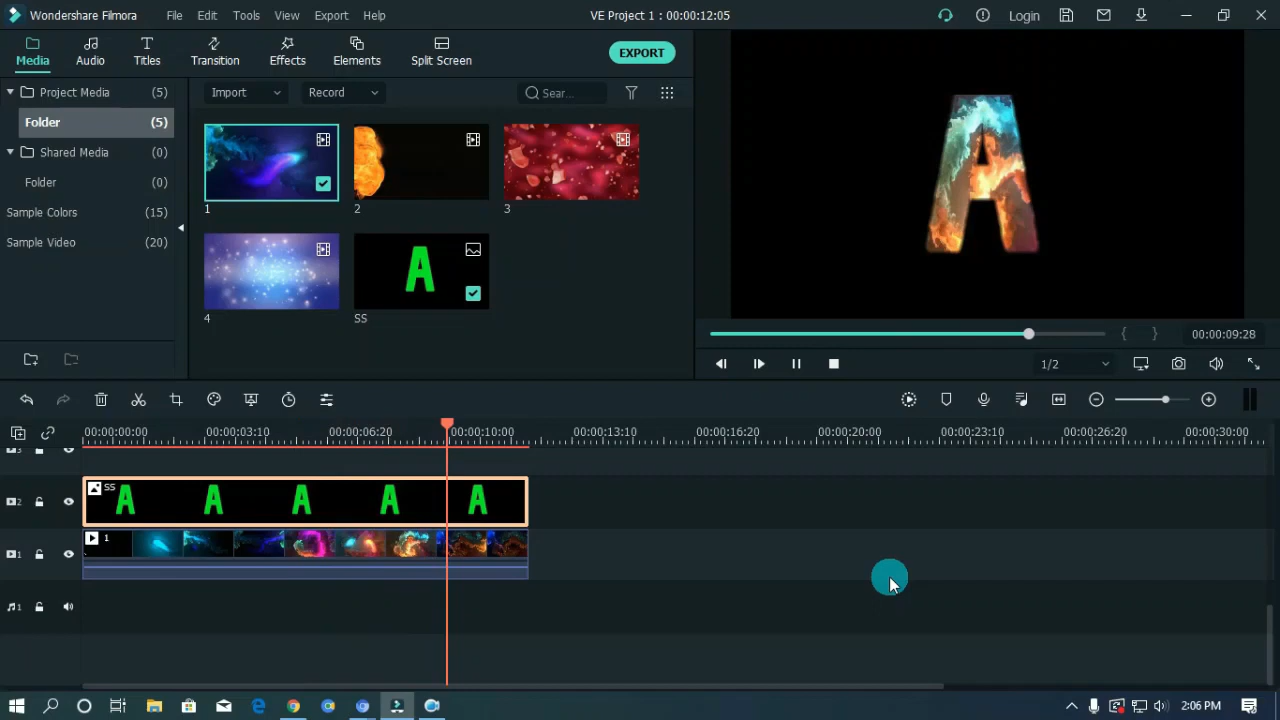 Wondershare Filmora File Edit Tools View Export Help VE Project 1 : 00:00:12:05 Login
Media Audio Titles Transition Effects Elements Split Screen EXPORT
Project Media (5)
Folder (5)
Shared Media (0)
Folder (0)
Sample Colors (15)
Sample Video (20)
Import Record Sear...
1 2 3
A
4 SS
A
00:00:09:28
1/2
00:00:00:00 00:00:03:10 00:00:06:20 00:00:10:00 00:00:13:10 00:00:16:20 00:00:20:00 00:00:23:10 00:00:26:20 00:00:30:00
2 SS A A A A A
1 1
1
2:06 PM